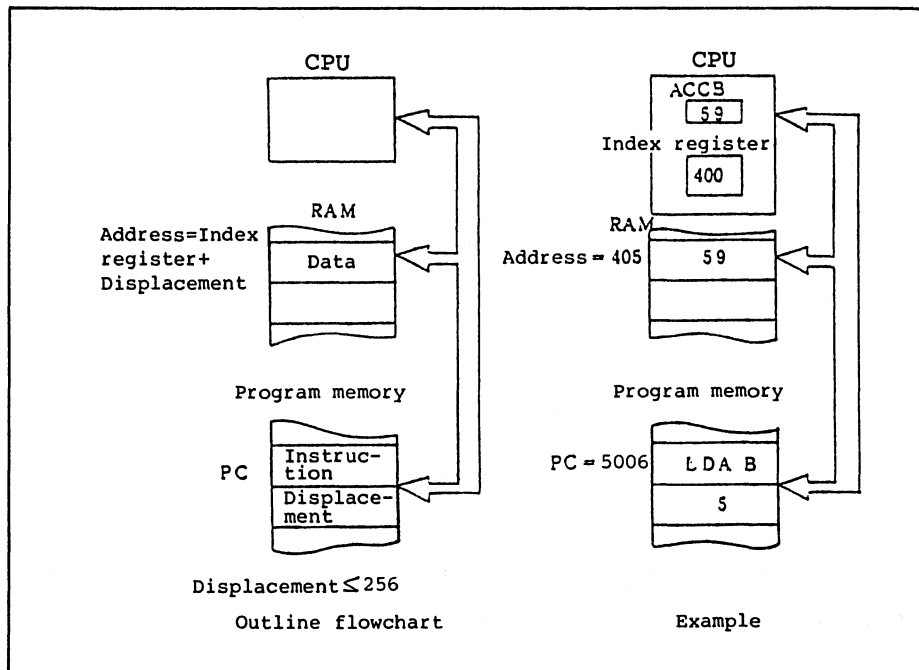 CPU
RAM
Address=Index
register+
Displacement
Data
Program memory
PC
Instruc-
tion
Displace-
ment
Displacement≤256
Outline flowchart
CPU
ACCB
59
Index register
400
RAM
Address = 405
59
Program memory
PC = 5006
LDA B
5
Example